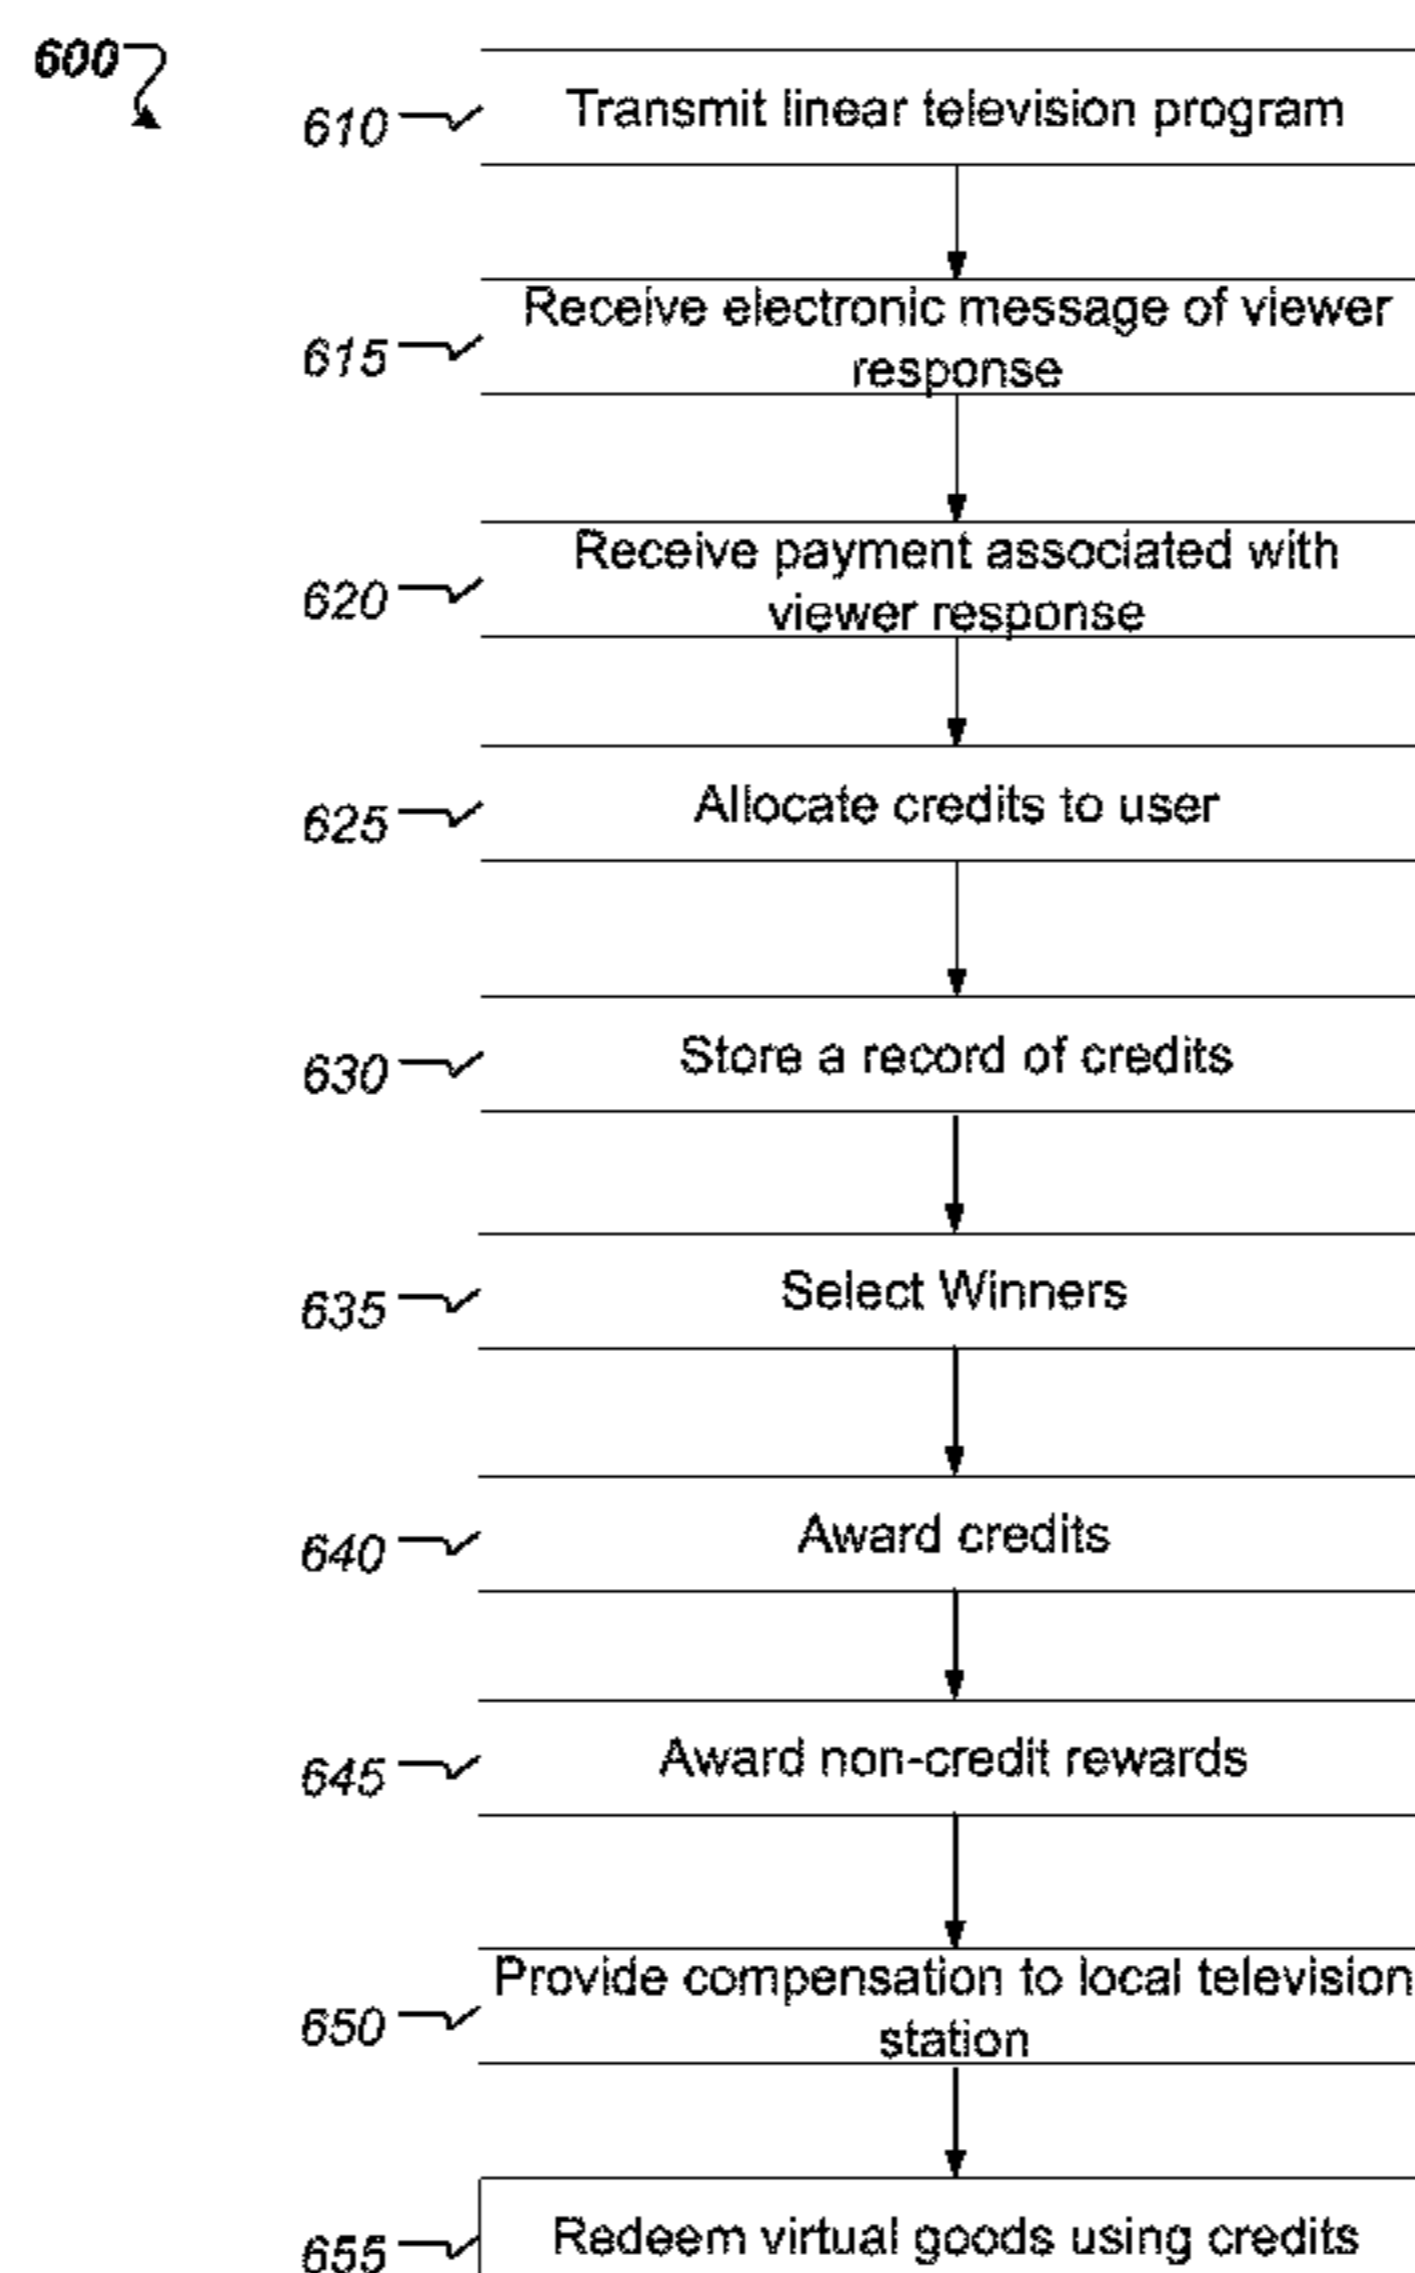 600
610 Transmit linear television program
615 Receive electronic message of viewer
response
620 Receive payment associated with
viewer response
625 Allocate credits to user
630 Store a record of credits
635 Select Winners
640 Award credits
645 Award non-credit rewards
650 Provide compensation to local television
station
655 Redeem virtual goods using credits